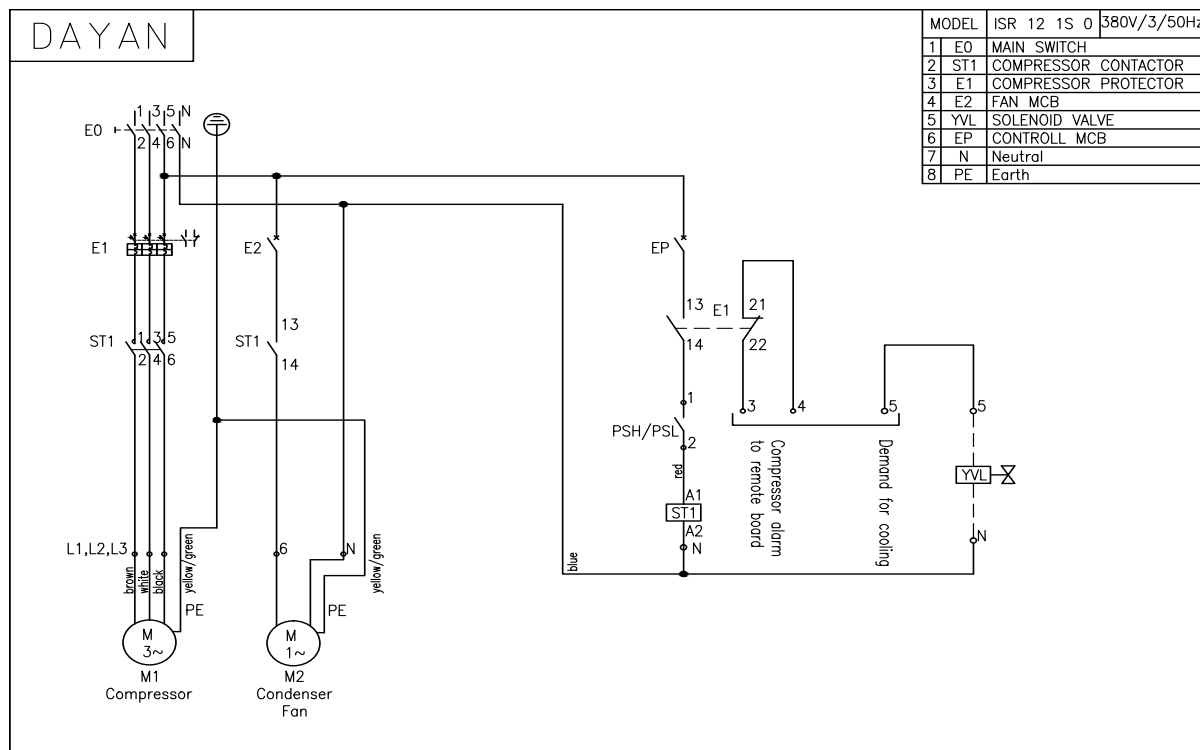 DAYAN
MODEL ISR 12 1S 0 380V/3/50Hz
1 E0 MAIN SWITCH
2 ST1 COMPRESSOR CONTACTOR
3 E1 COMPRESSOR PROTECTOR
4 E2 FAN MCB
5 YVL SOLENOID VALVE
6 EP CONTROLL MCB
7 N Neutral
8 PE Earth
1 3 5 N
E0
2 4 6 N
E1
E2
EP
13 E1 21
14 22
13
ST1 1 3 5
2 4 6
ST1
14
1
3 4 5 5
PSH/PSL
2
red
Compressor alarm
to remote board
Demand for cooling
YVL
A1
ST1
A2
N
N
L1,L2,L3
6
N
brown
white
black
yellow/green
yellow/green
blue
PE
PE
M
3~
M
1~
M1
Compressor
M2
Condenser
Fan